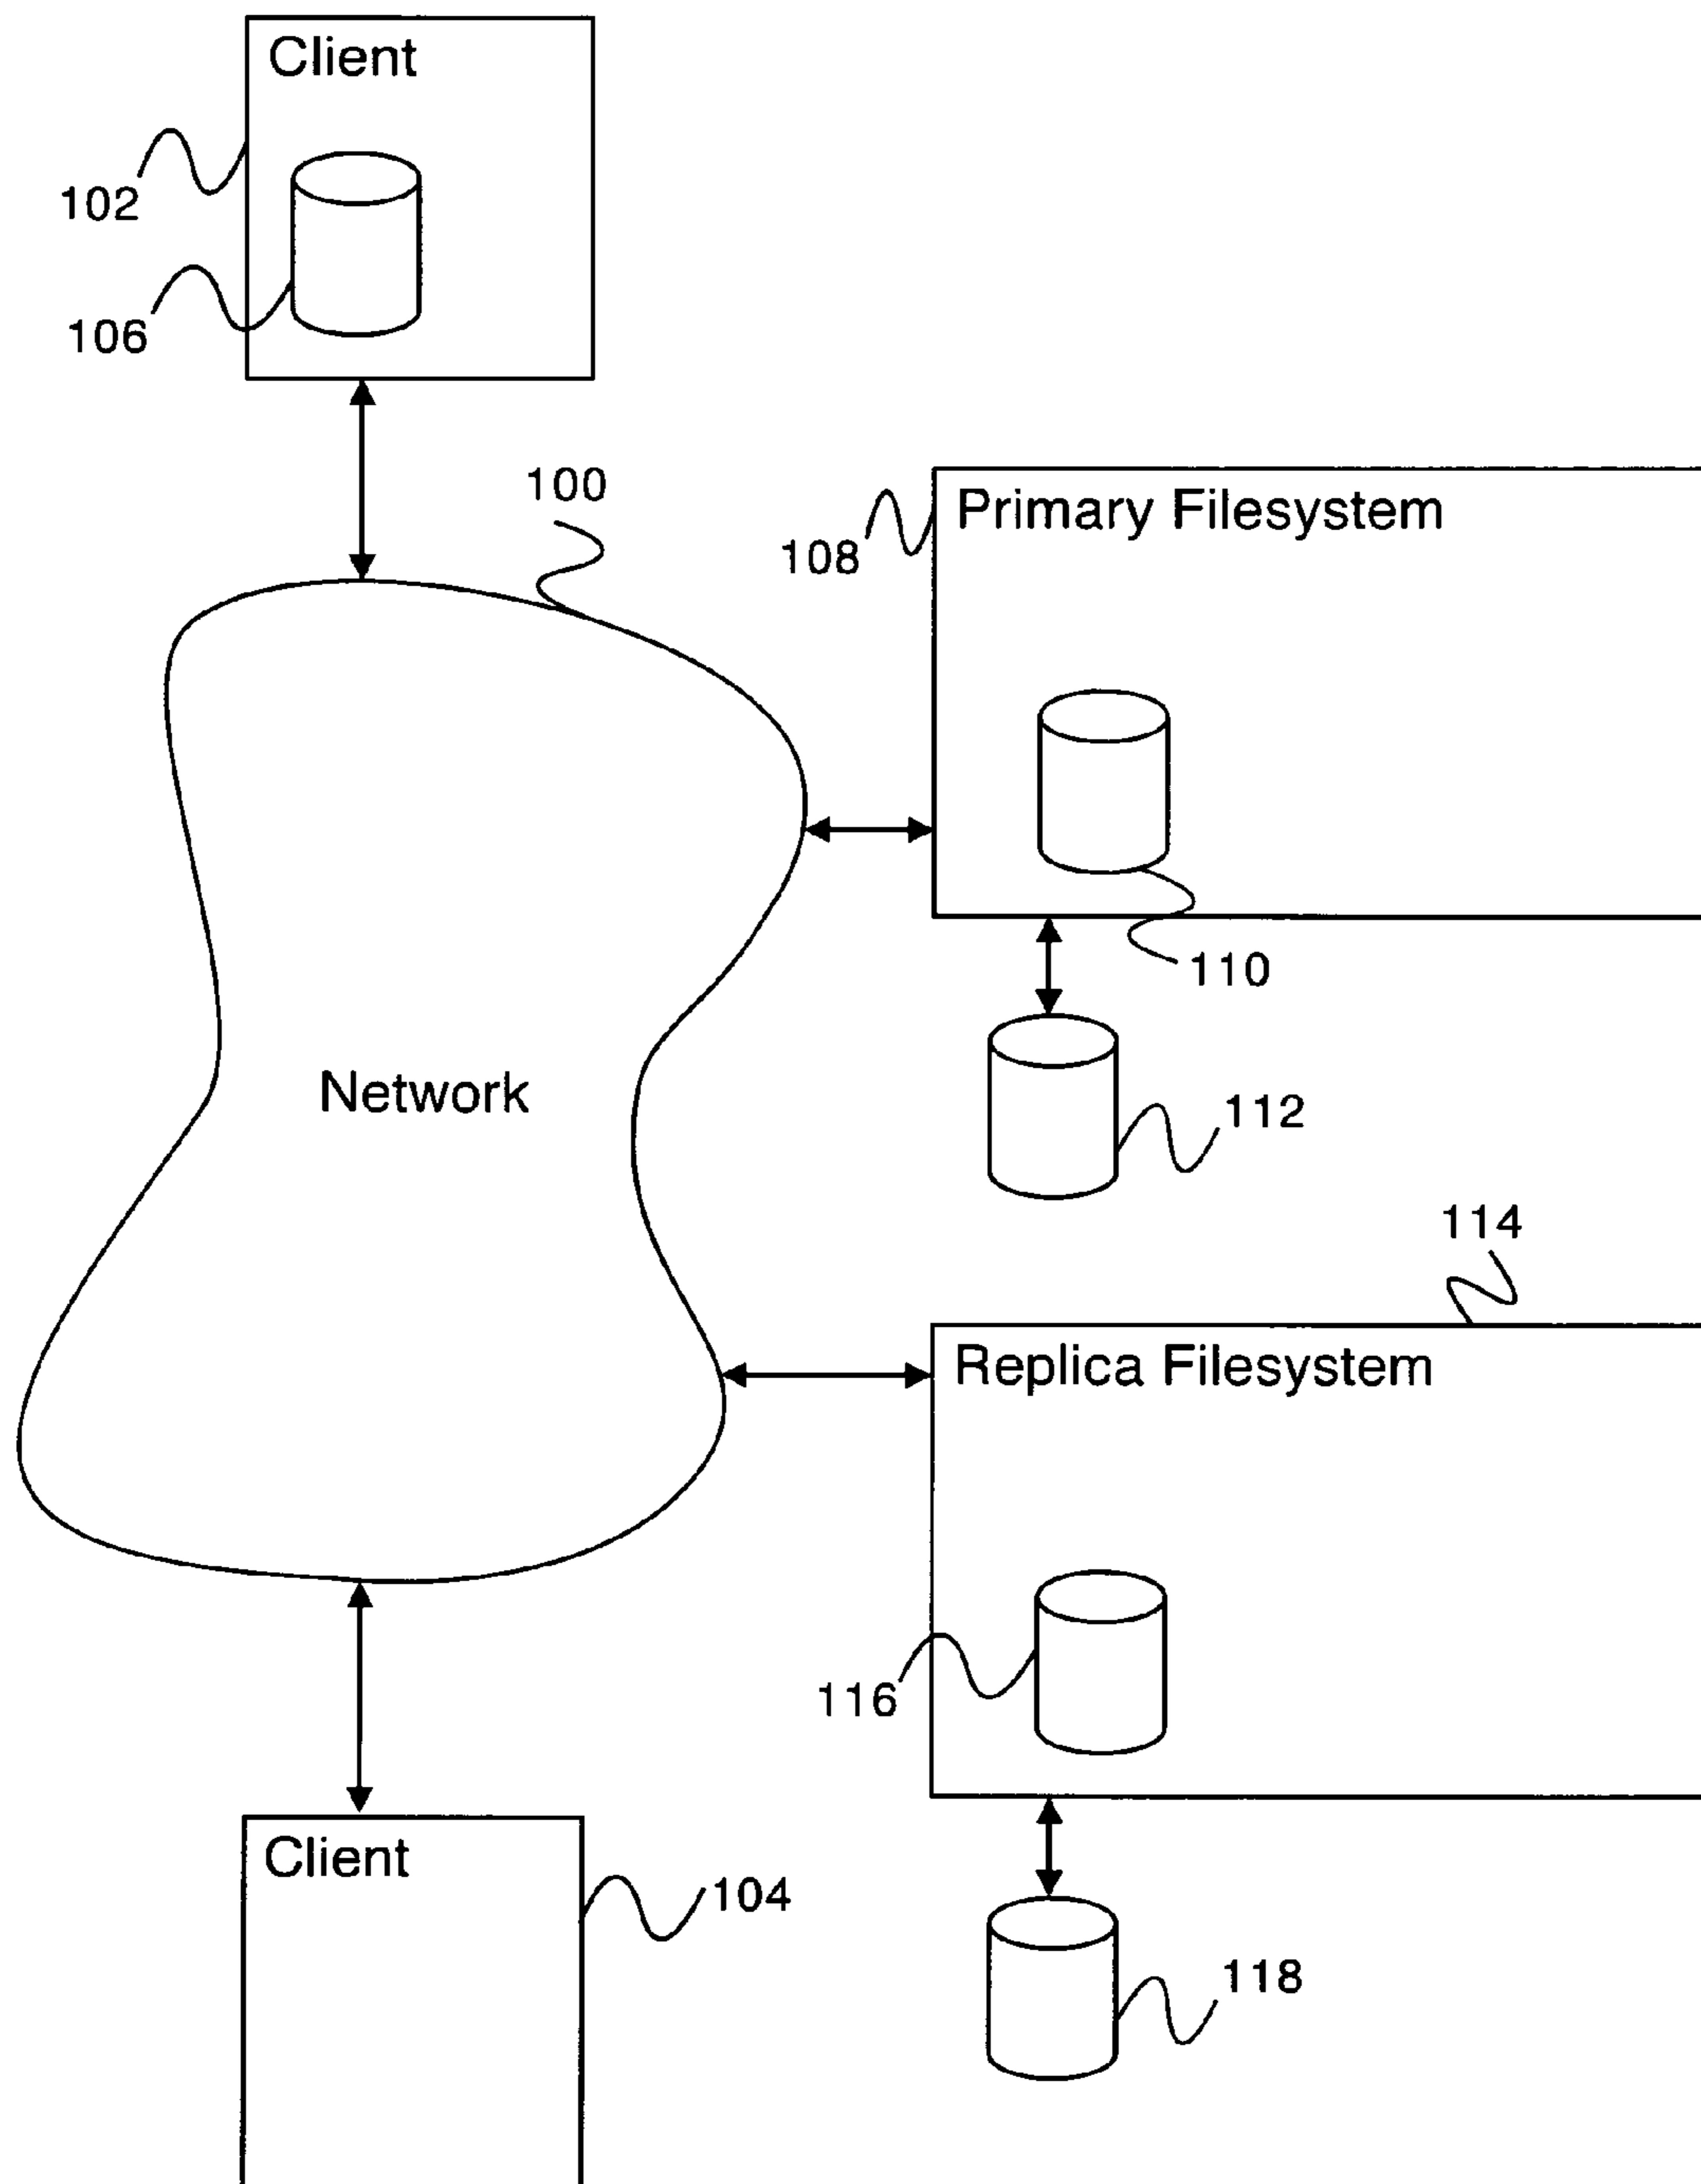 Client
102
106
100
Primary Filesystem
108
110
Network
112
114
Replica Filesystem
116
Client
104
118